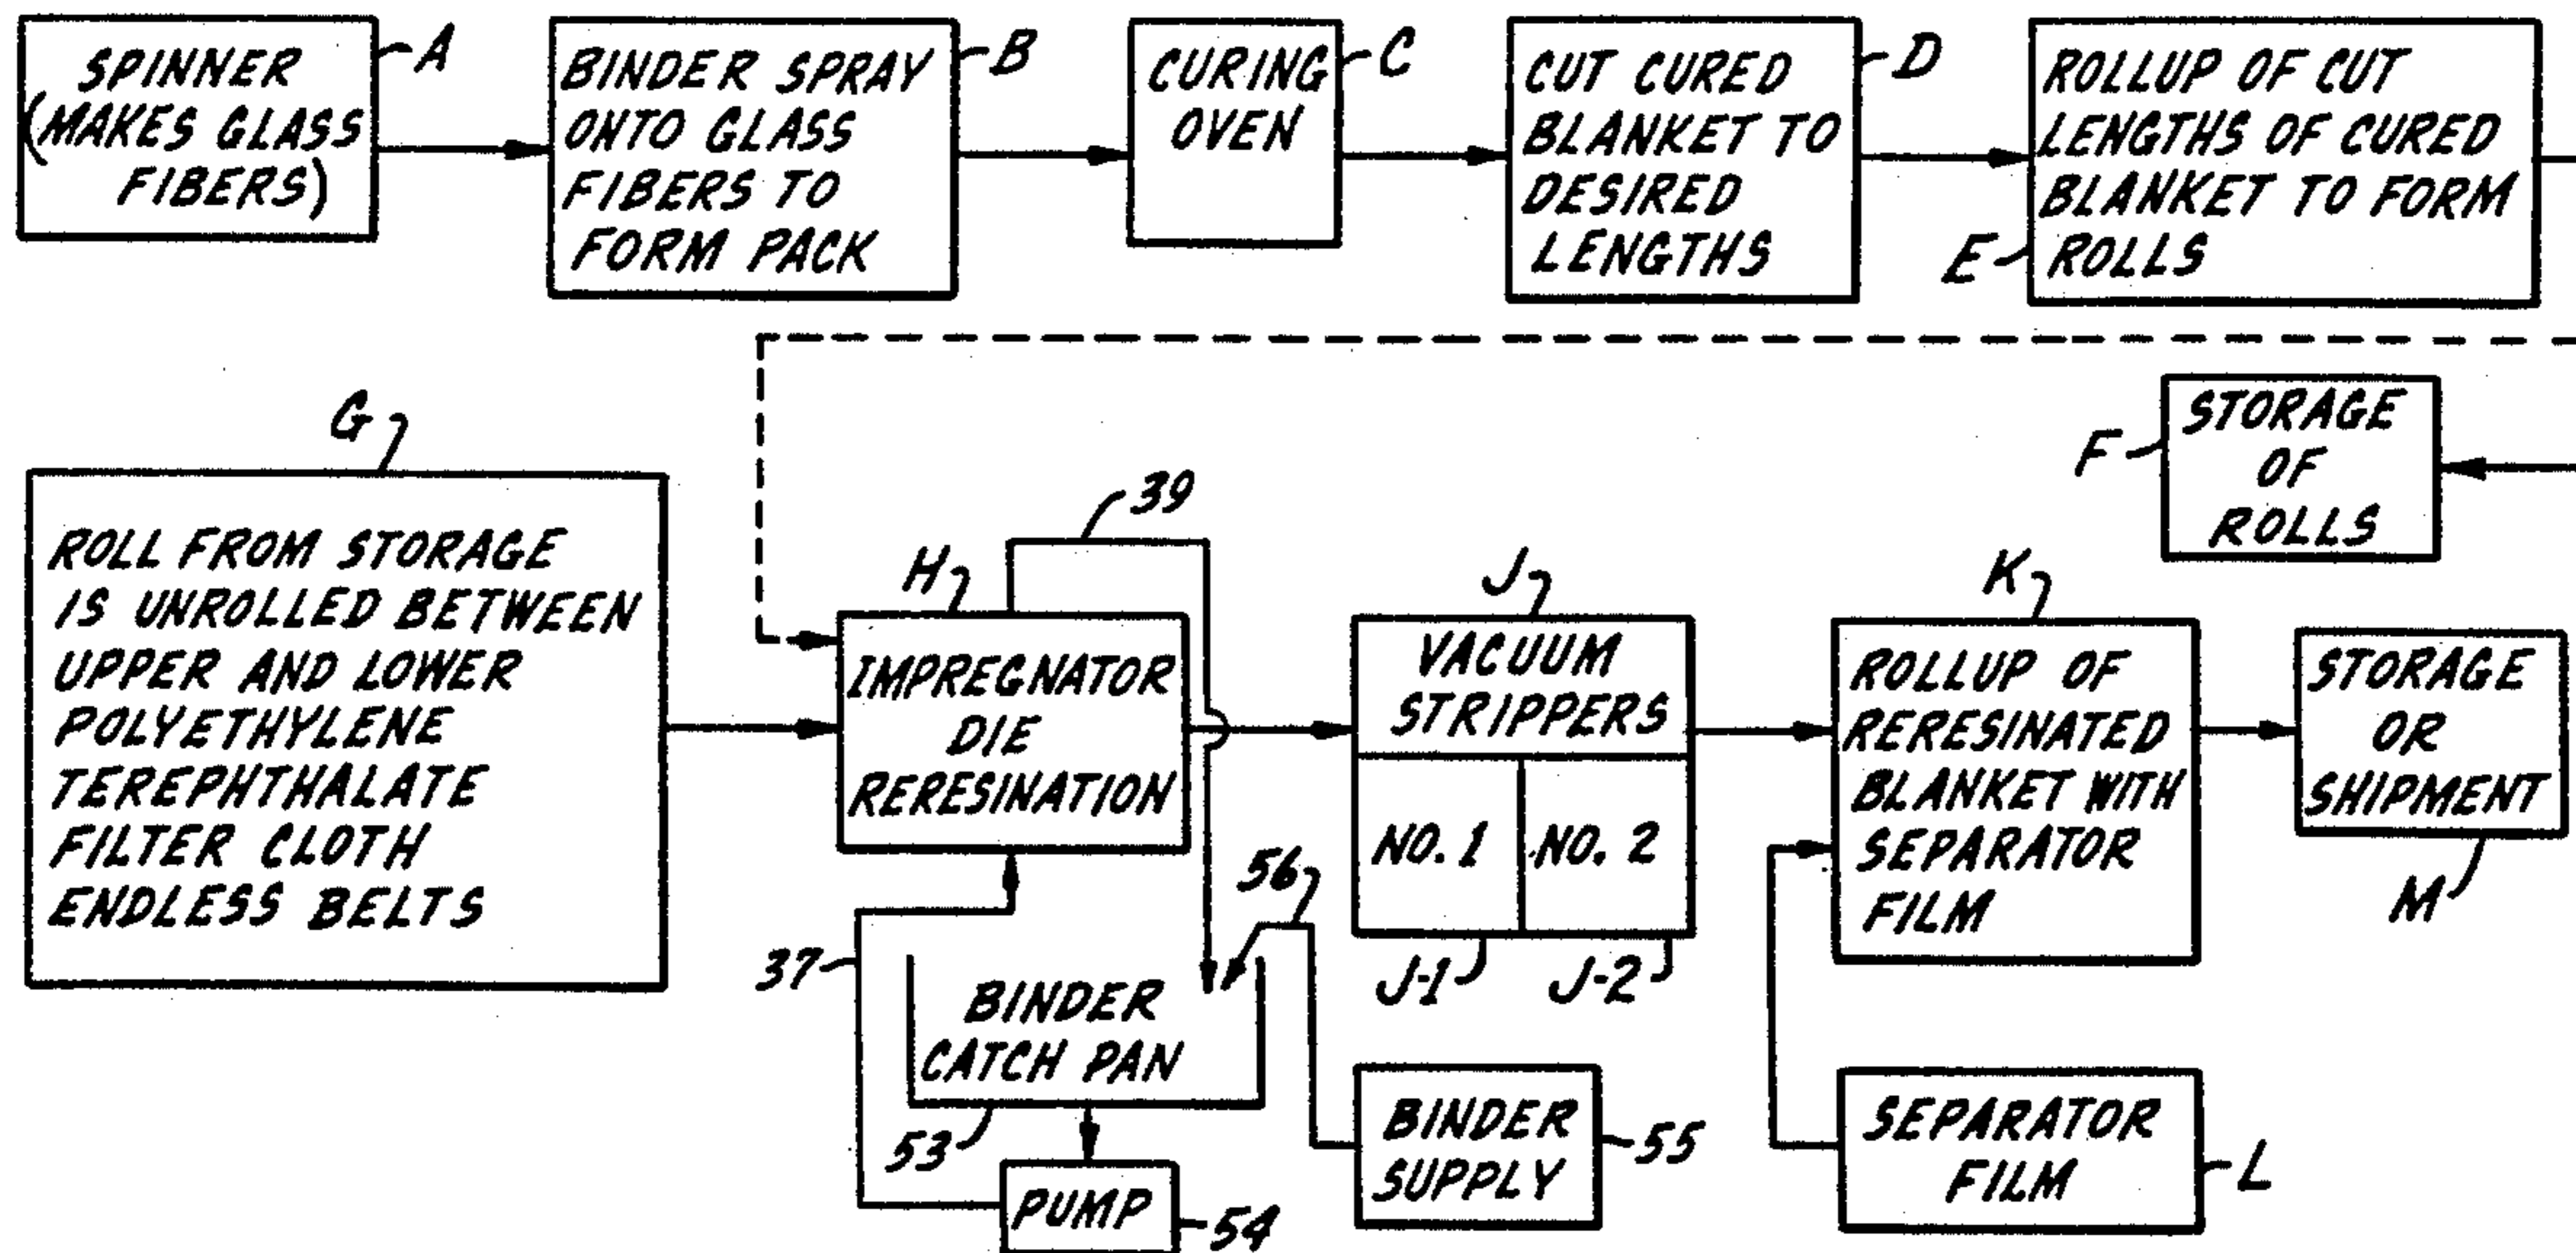 SPINNER
(MAKES GLASS
FIBERS)
A
BINDER SPRAY
ONTO GLASS
FIBERS TO
FORM PACK
B
CURING
OVEN
C
CUT CURED
BLANKET TO
DESIRED
LENGTHS
D
ROLLUP OF CUT
LENGTHS OF CURED
BLANKET TO FORM
ROLLS
E
STORAGE
OF
ROLLS
F
G
ROLL FROM STORAGE
IS UNROLLED BETWEEN
UPPER AND LOWER
POLYETHYLENE
TEREPHTHALATE
FILTER CLOTH
ENDLESS BELTS
H
39
IMPREGNATOR
DIE
RERESINATION
J
VACUUM
STRIPPERS
NO. 1
NO. 2
J-1
J-2
K
ROLLUP OF
RERESINATED
BLANKET WITH
SEPARATOR
FILM
STORAGE
OR
SHIPMENT
M
37
56
BINDER
CATCH PAN
53
PUMP
54
BINDER
SUPPLY
55
SEPARATOR
FILM
L